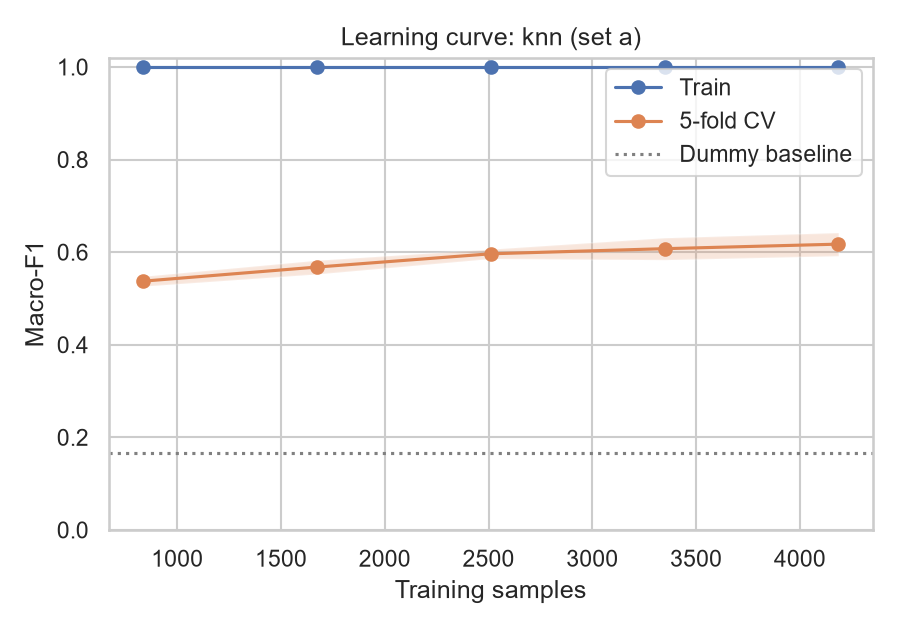 Learning curve: knn (set a)
1.0
0.8
0.6
0.4
0.2
0.0
Macro-F1
Train
5-fold CV
Dummy baseline
1000 1500 2000 2500 3000 3500 4000
Training samples